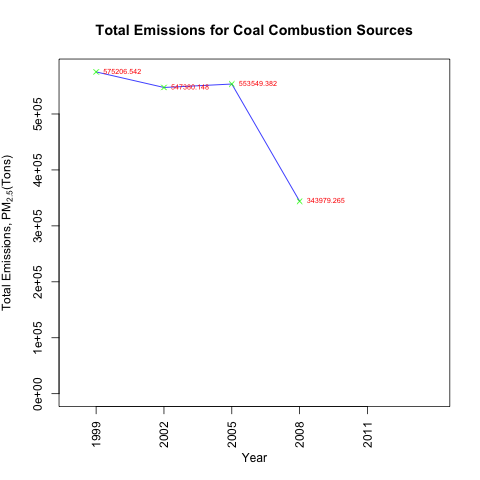 Total Emissions for Coal Combustion Sources
Total Emissions, PM2.5(Tons)
5e+05
4e+05
3e+05
2e+05
1e+05
0e+00
575206.542
547380.148
553549.382
343979.265
1999
2002
2005
2008
2011
Year